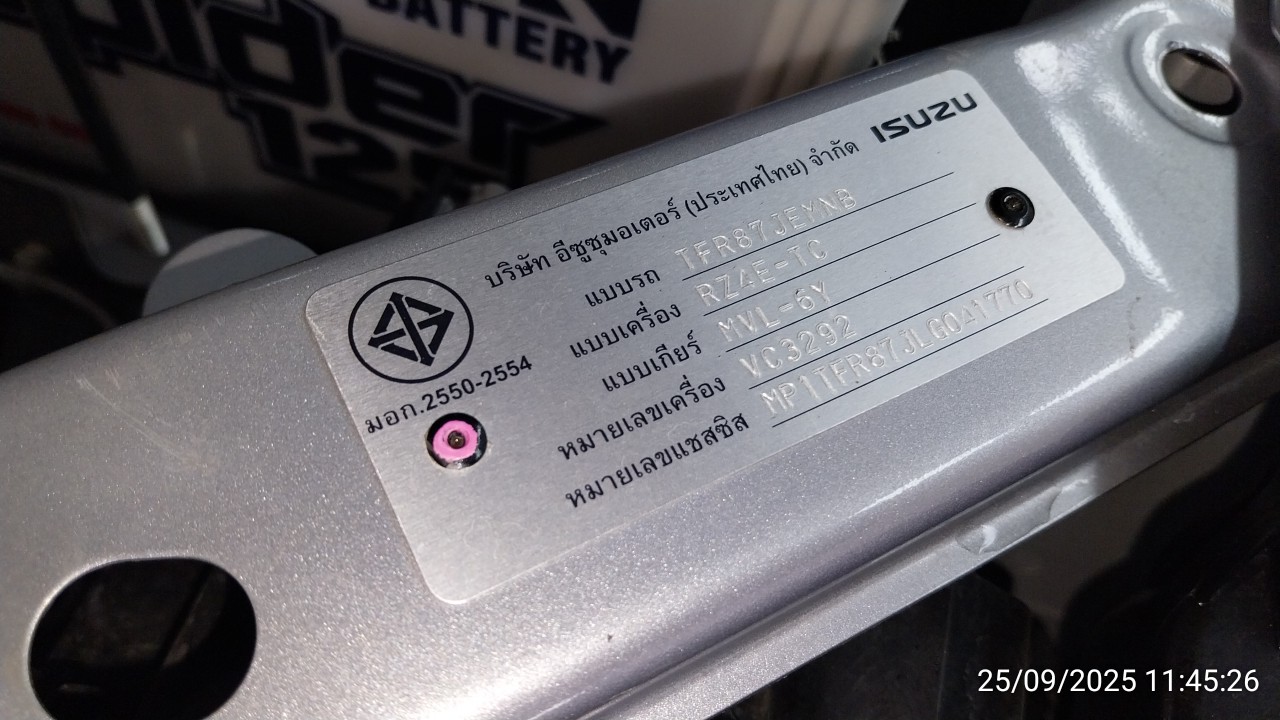 BATTERY
pider
125
ISUZU
บริษัท อีซูซุมอเตอร์ (ประเทศไทย) จำกัด
แบบรถ TFR87JEYNB
แบบเครื่อง RZ4E-TC
แบบเกียร์ MVL-6Y
หมายเลขเครื่อง VC3292
หมายเลขแชสซิส MP1TFR87JLG041770
มอก.2550-2554
25/09/2025 11:45:26